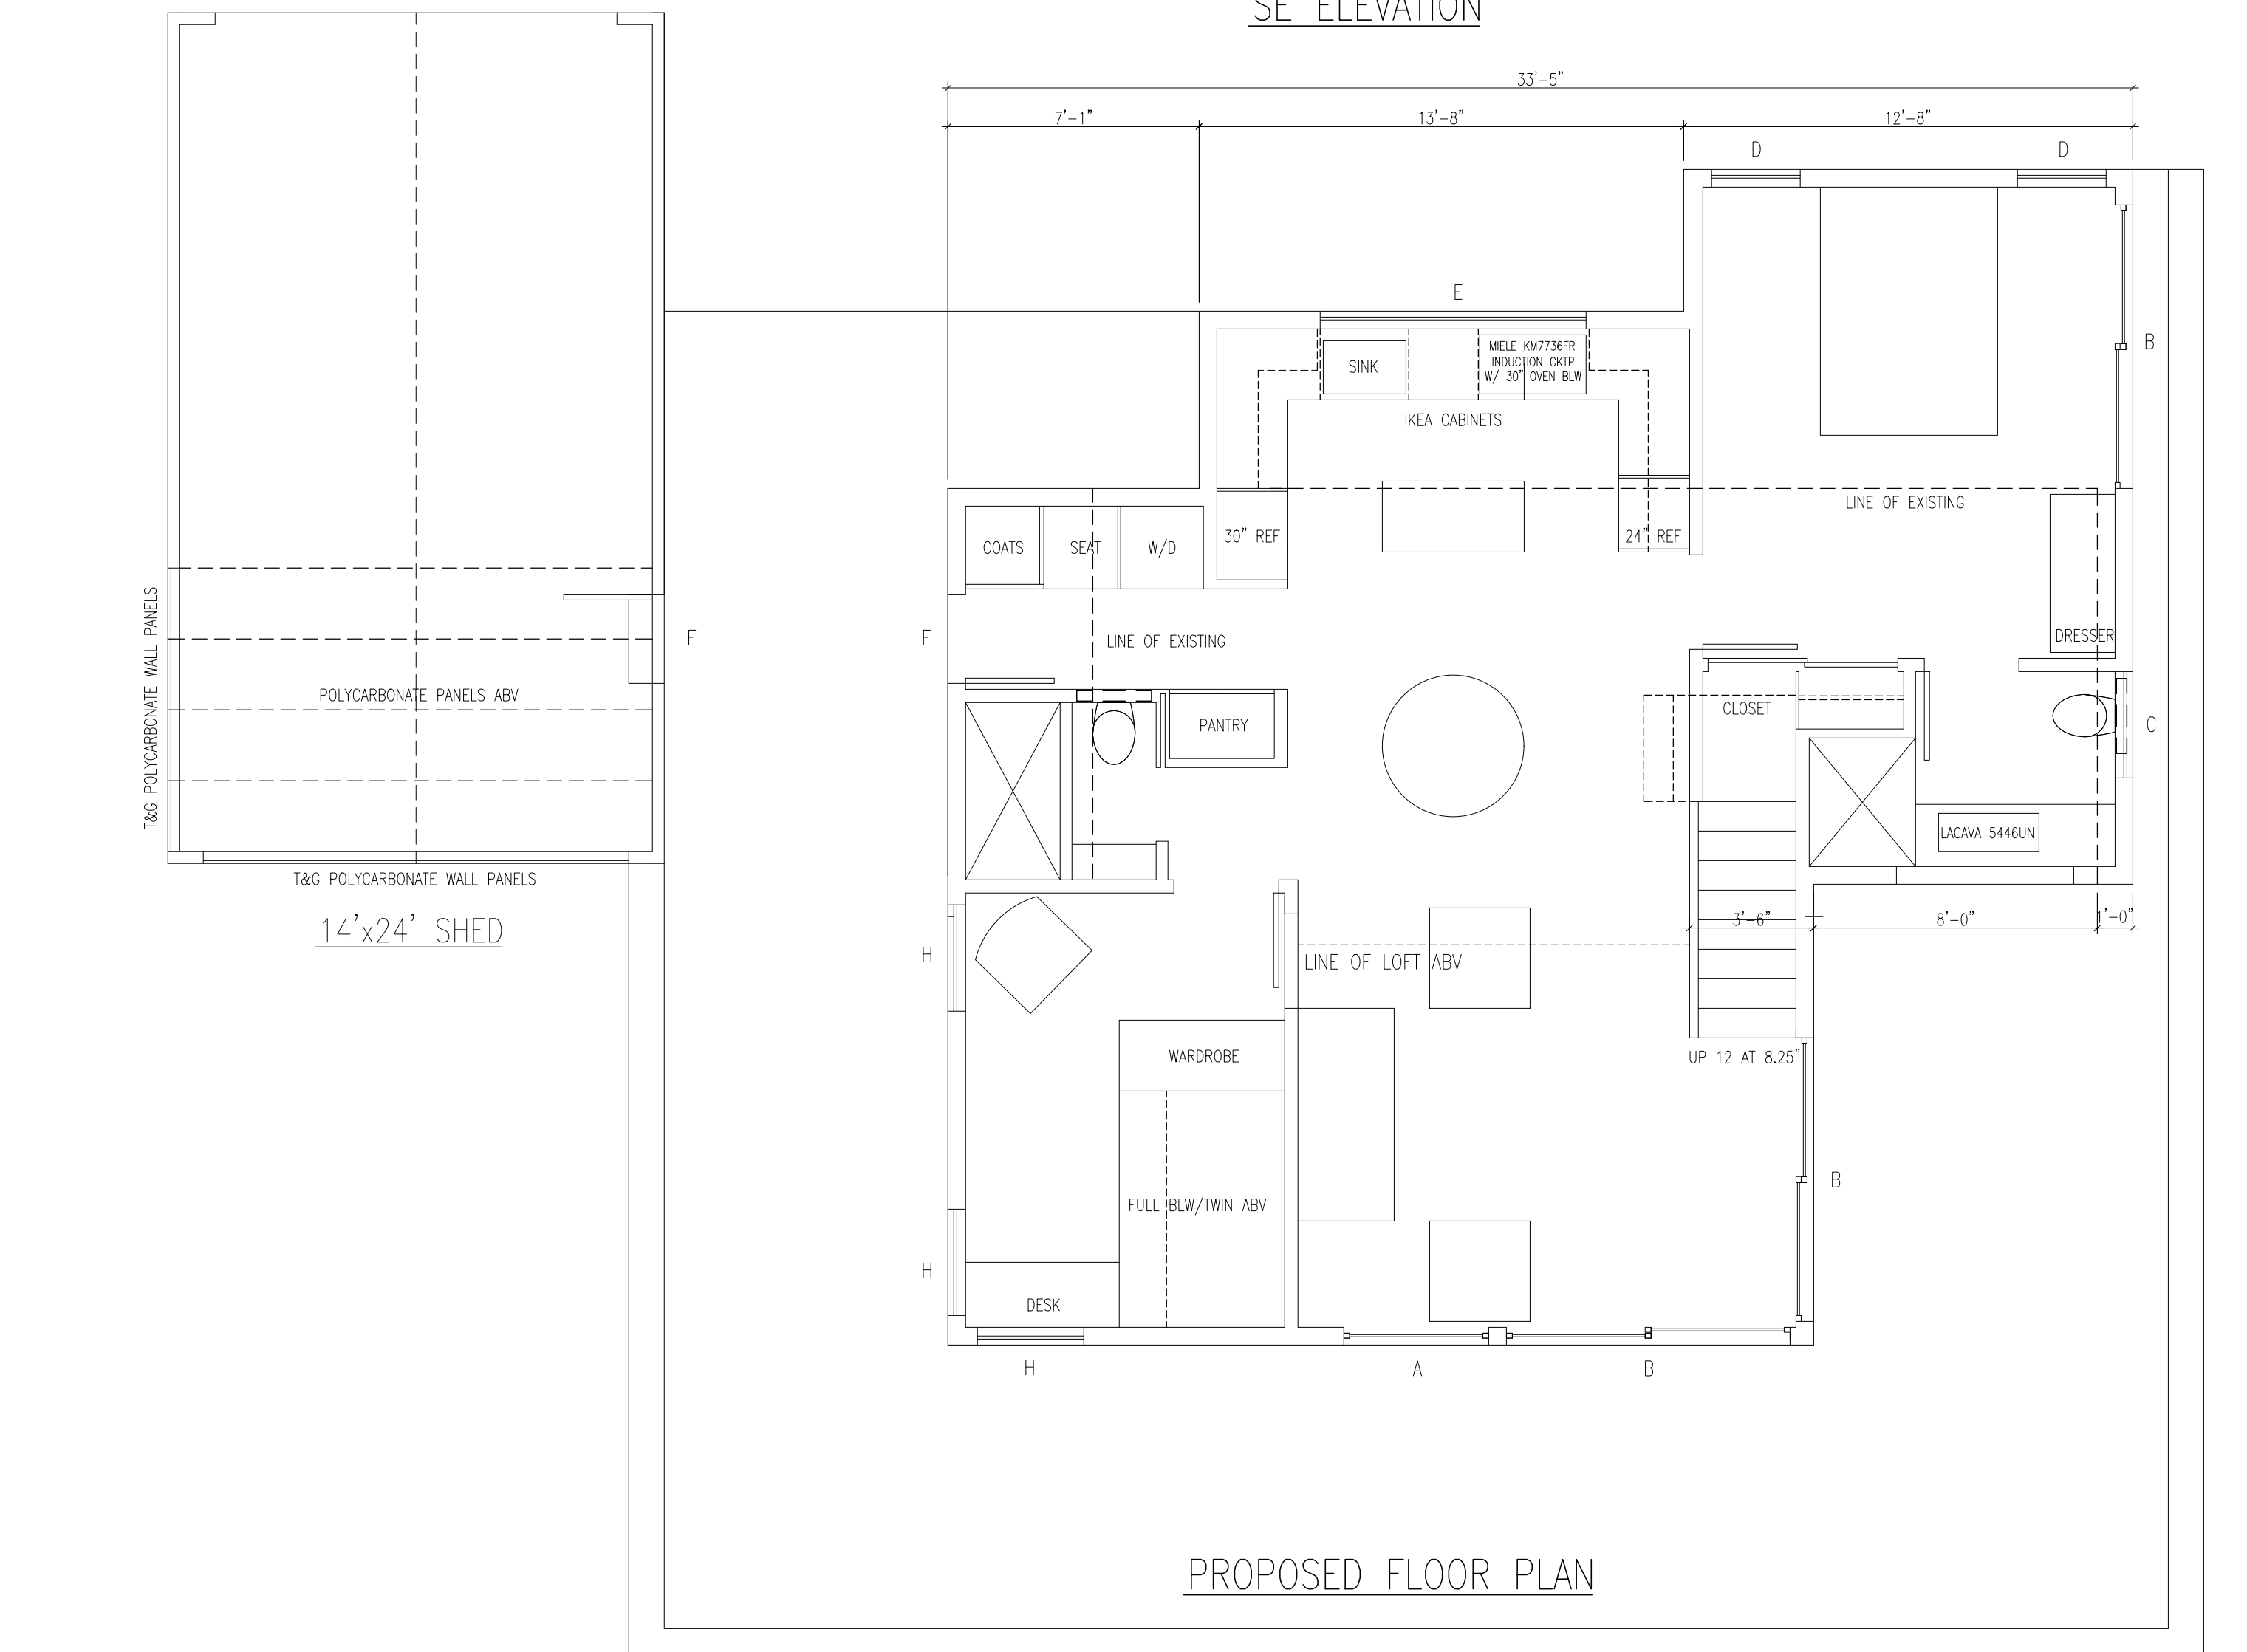 SE ELEVATION
33'-5"
7'-1"
13'-8"
12'-8"
D
D
E
B
SINK
MIELE KM7736FR
INDUCTION CKTP
W/ 30" OVEN BLW
IKEA CABINETS
LINE OF EXISTING
30" REF
24" REF
COATS
SEAT
W/D
F
F
LINE OF EXISTING
DRESSER
T&G POLYCARBONATE WALL PANELS
POLYCARBONATE PANELS ABV
PANTRY
CLOSET
C
LACAVA 5446UN
T&G POLYCARBONATE WALL PANELS
14'x24' SHED
3'-6"
8'-0"
1'-0"
H
LINE OF LOFT ABV
WARDROBE
UP 12 AT 8.25"
B
FULL BLW/TWIN ABV
H
DESK
H
A
B
PROPOSED FLOOR PLAN